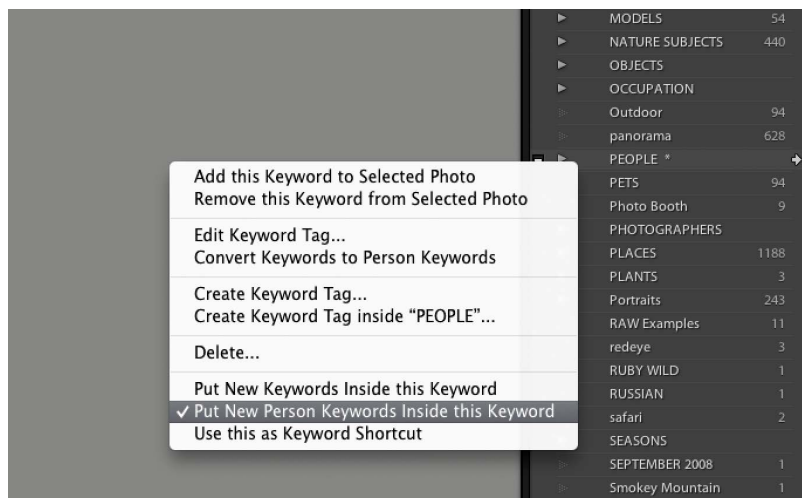 MODELS 54
NATURE SUBJECTS 440
OBJECTS
OCCUPATION
Outdoor 94
panorama 628
PEOPLE *
PETS 94
Photo Booth 9
PHOTOGRAPHERS
PLACES 1188
PLANTS 3
Portraits 243
RAW Examples 11
redeye 3
RUBY WILD 1
RUSSIAN 1
safari 2
SEASONS
SEPTEMBER 2008 1
Smokey Mountain 1
Add this Keyword to Selected Photo
Remove this Keyword from Selected Photo
Edit Keyword Tag...
Convert Keywords to Person Keywords
Create Keyword Tag...
Create Keyword Tag inside “PEOPLE”...
Delete...
Put New Keywords Inside this Keyword
✓ Put New Person Keywords Inside this Keyword
Use this as Keyword Shortcut